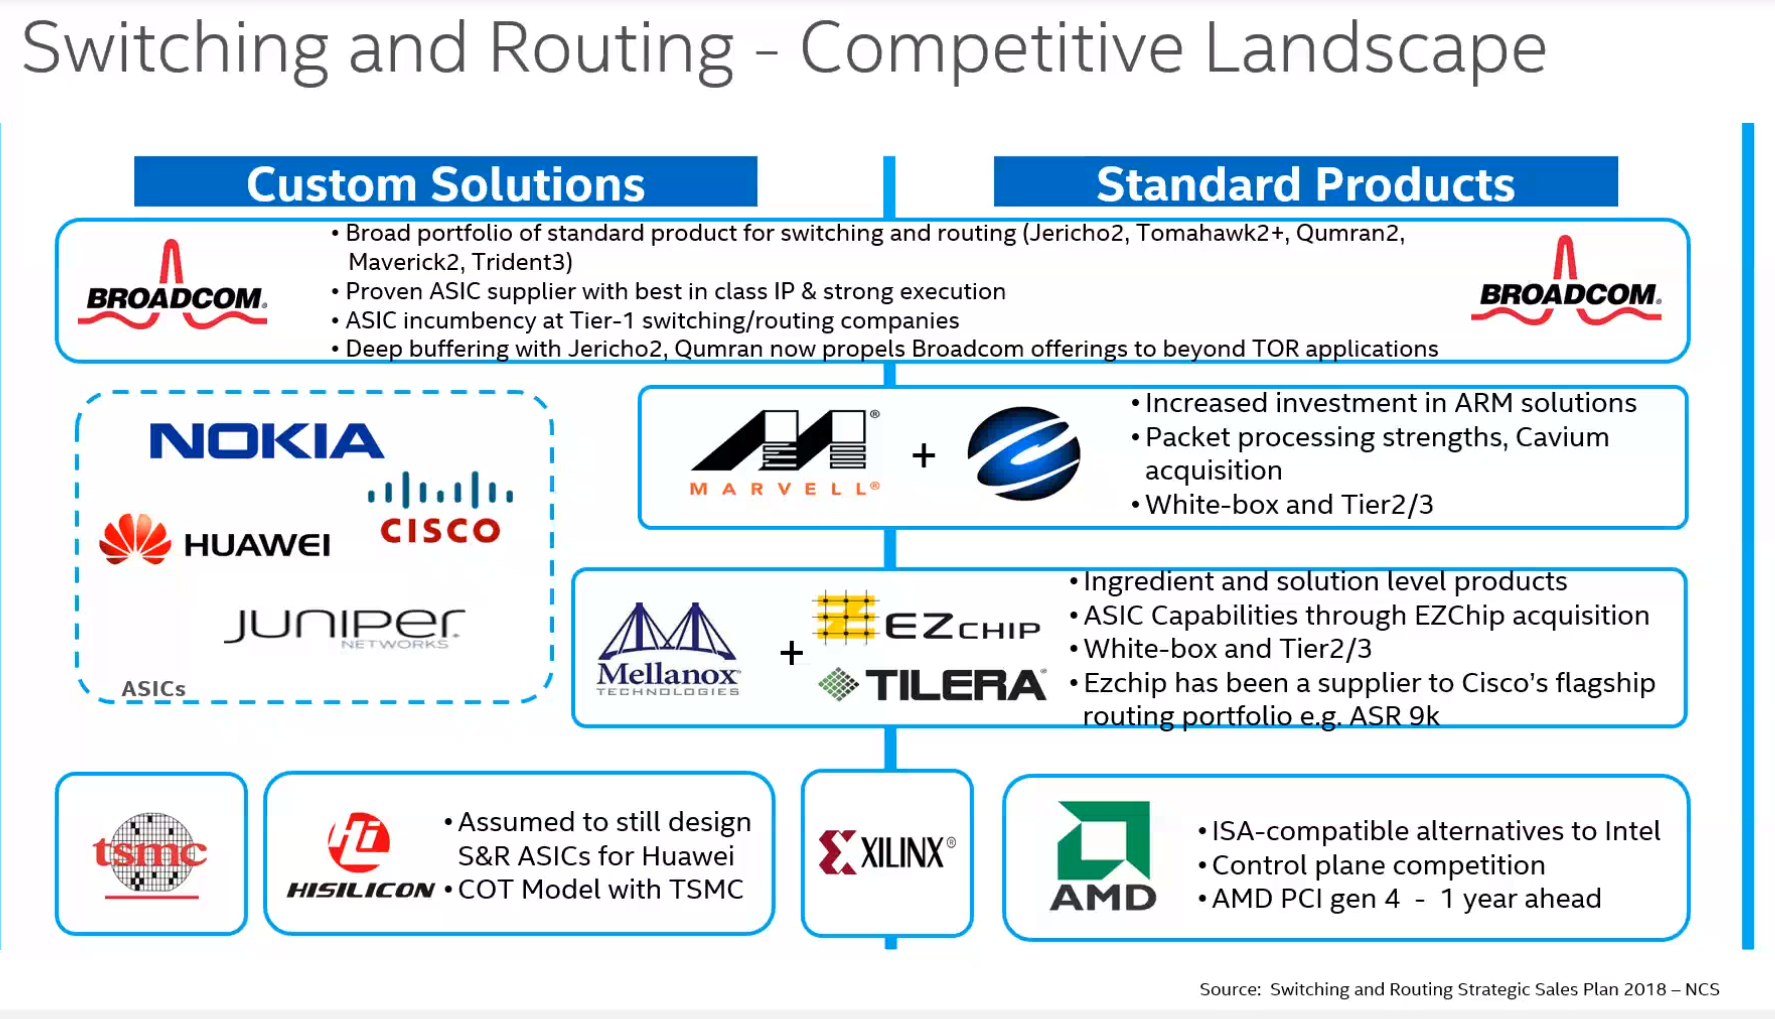 Switching and Routing - Competitive Landscape
Custom Solutions
Standard Products
BROADCOM®
• Broad portfolio of standard product for switching and routing (Jericho2, Tomahawk2+, Qumran2,
Maverick2, Trident3)
• Proven ASIC supplier with best in class IP & strong execution
• ASIC incumbency at Tier-1 switching/routing companies
• Deep buffering with Jericho2, Qumran now propels Broadcom offerings to beyond TOR applications
BROADCOM®
NOKIA
CISCO
HUAWEI
JUNIPER
NETWORKS
ASICs
MARVELL®
+
• Increased investment in ARM solutions
• Packet processing strengths, Cavium
acquisition
• White-box and Tier2/3
Mellanox
TECHNOLOGIES
+
EZCHIP
TILERA
• Ingredient and solution level products
• ASIC Capabilities through EZChip acquisition
• White-box and Tier2/3
• Ezchip has been a supplier to Cisco’s flagship
routing portfolio e.g. ASR 9k
tsmc
Hi
HISILICON
• Assumed to still design
S&R ASICs for Huawei
• COT Model with TSMC
XILINX®
AMD
• ISA-compatible alternatives to Intel
• Control plane competition
• AMD PCI gen 4 - 1 year ahead
Source: Switching and Routing Strategic Sales Plan 2018 – NCS